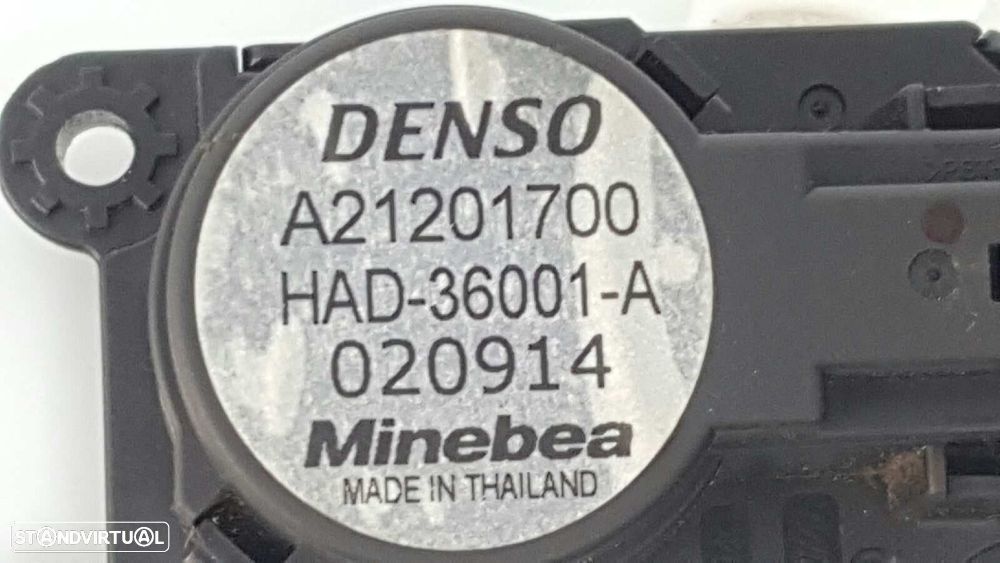 DENSO
A21201700
HAD-36001-A
020914
Minebea
MADE IN THAILAND
STANDVIRTUAL